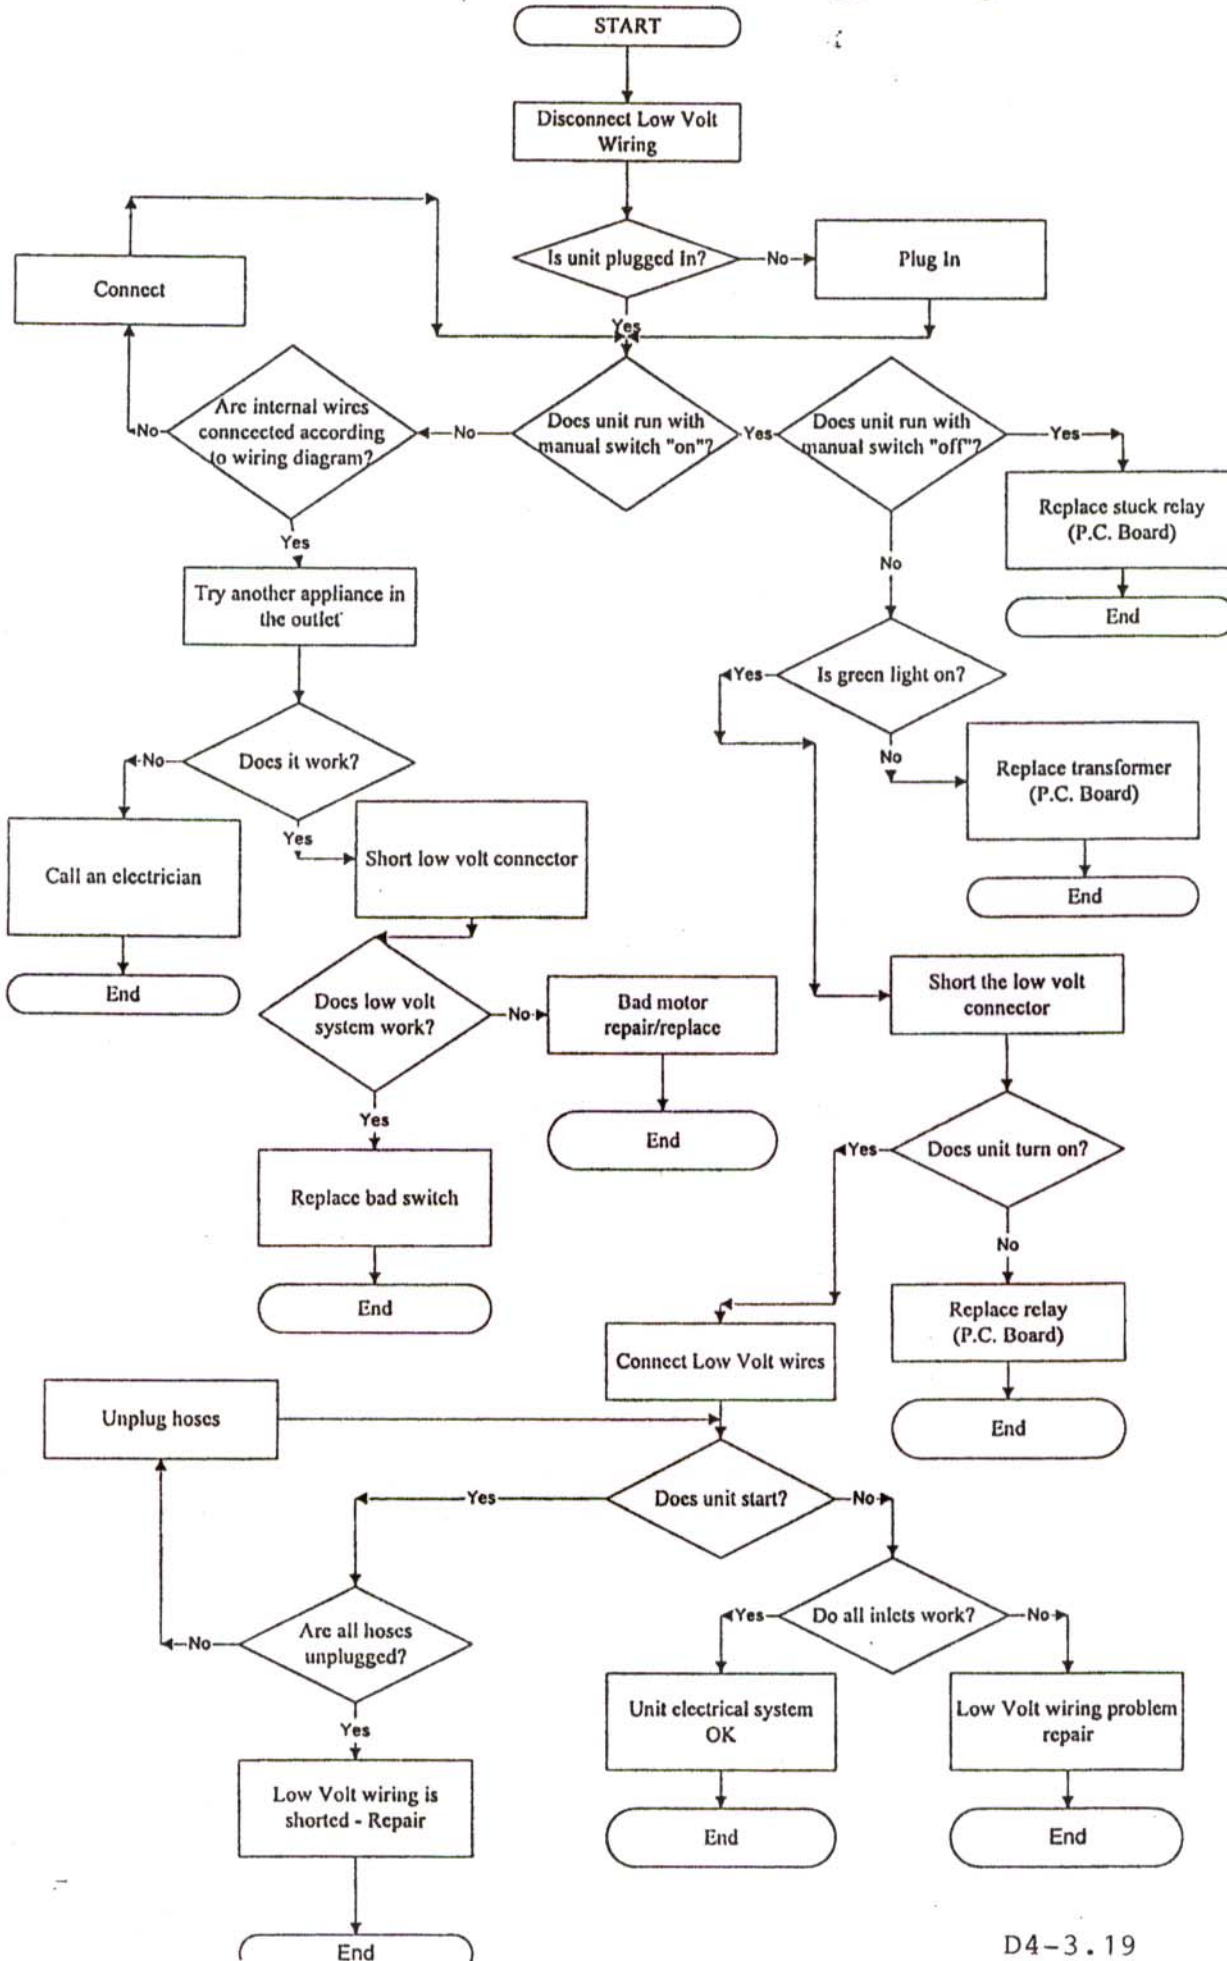 START
Disconnect Low Volt
Wiring
Is unit plugged in?
No
Plug In
Connect
Yes
Are internal wires
connected according
to wiring diagram?
No
No
Does unit run with
manual switch "on"?
Yes
Does unit run with
manual switch "off"?
Yes
Replace stuck relay
(P.C. Board)
End
Yes
No
Try another appliance in
the outlet
Is green light on?
Yes
No
Replace transformer
(P.C. Board)
End
Does it work?
No
Yes
Call an electrician
End
Short low volt connector
Does low volt
system work?
No
Bad motor
repair/replace
End
Short the low volt
connector
Yes
Does unit turn on?
Yes
No
Replace bad switch
End
Replace relay
(P.C. Board)
End
Connect Low Volt wires
Unplug hoses
Does unit start?
Yes
No
Are all hoses
unplugged?
No
Do all inlets work?
Yes
No
Yes
Unit electrical system
OK
Low Volt wiring problem
repair
Low Volt wiring is
shorted - Repair
End
End
End
D4-3.19